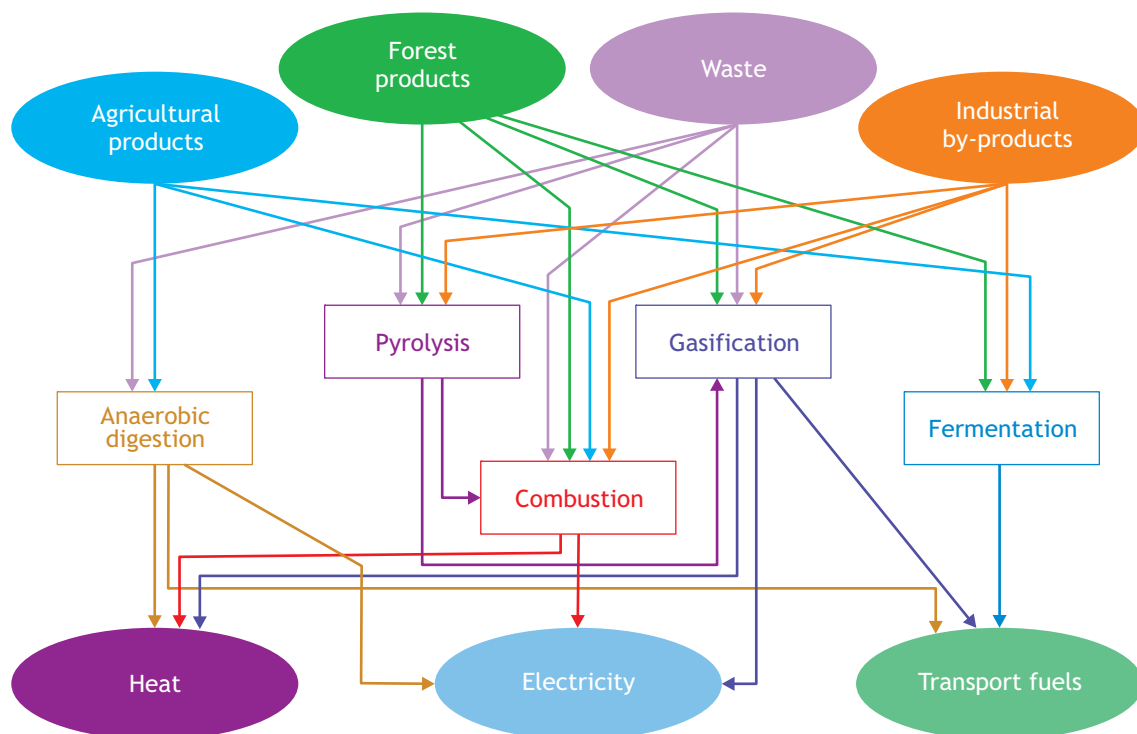 Forest
products
Waste
Agricultural
products
Industrial
by-products
Pyrolysis
Gasification
Anaerobic
digestion
Fermentation
Combustion
Heat
Electricity
Transport fuels